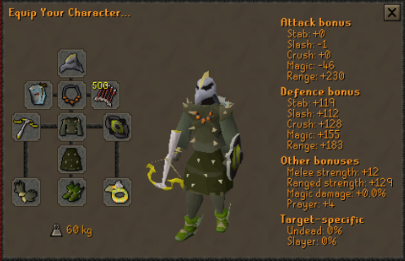 Equip Your Character...
Attack bonus
Stab: +0
Slash: -1
Crush: +0
Magic: -46
Range: +230
Defence bonus
Stab: +119
Slash: +112
Crush: +128
Magic: +155
Range: +183
Other bonuses
Melee strength: +12
Ranged strength: +129
Magic damage: +0.0%
Prayer: +4
Target-specific
Undead: 0%
Slayer: 0%
500
60 kg